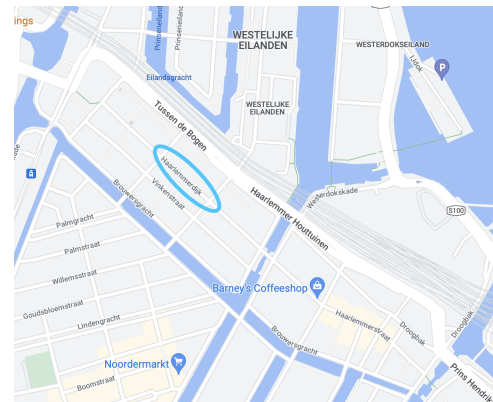 ings
Prinseneiland
Prinseneiland
WESTELIJKE
EILANDEN
WESTERDOKSEILAND
IJdok
P
Eilandsgracht
Tussen de Bogen
WESTELIJKE
EILANDEN
Haarlemmerdijk
Vinkenstraat
Brouwersgracht
Haarlemmer Houttuinen
Westerdokskade
S100
Palmgracht
Palmstraat
Willemsstraat
Goudsbloemstraat
Lindengracht
Barney's Coffeeshop
Haarlemmerstraat
Brouwersgracht
Droogbak
Droogbak
Noordermarkt
Boomstraat
Prins Hendrik